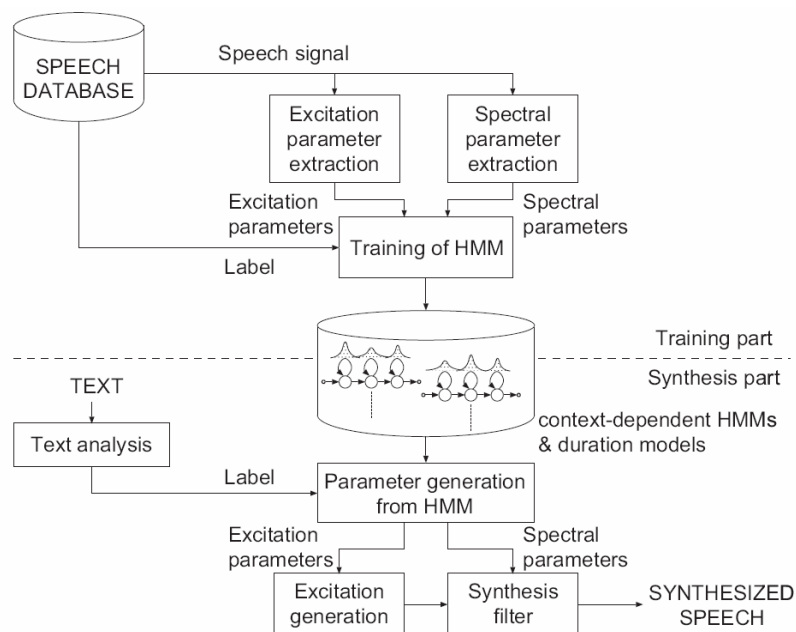 SPEECH
DATABASE
Speech signal
Excitation
parameter
extraction
Spectral
parameter
extraction
Excitation
parameters
Spectral
parameters
Training of HMM
Label
Training part
Synthesis part
TEXT
context-dependent HMMs
& duration models
Text analysis
Label
Parameter generation
from HMM
Excitation
parameters
Spectral
parameters
Excitation
generation
Synthesis
filter
SYNTHESIZED
SPEECH